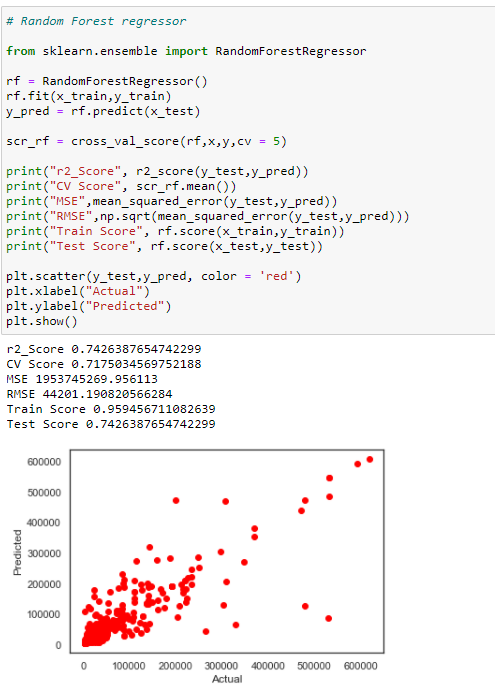 # Random Forest regressor
from sklearn.ensemble import RandomForestRegressor
rf = RandomForestRegressor()
rf.fit(x_train,y_train)
y_pred = rf.predict(x_test)
scr_rf = cross_val_score(rf,x,y,cv = 5)
print("r2_Score", r2_score(y_test,y_pred))
print("CV Score", scr_rf.mean())
print("MSE",mean_squared_error(y_test,y_pred))
print("RMSE",np.sqrt(mean_squared_error(y_test,y_pred)))
print("Train Score", rf.score(x_train,y_train))
print("Test Score", rf.score(x_test,y_test))
plt.scatter(y_test,y_pred, color = 'red')
plt.xlabel("Actual")
plt.ylabel("Predicted")
plt.show()
r2_Score 0.7426387654742299
CV Score 0.7175034569752188
MSE 1953745269.956113
RMSE 44201.190820566284
Train Score 0.959456711082639
Test Score 0.7426387654742299
600000
500000
400000
300000
200000
100000
0
Predicted
0 100000 200000 300000 400000 500000 600000
Actual